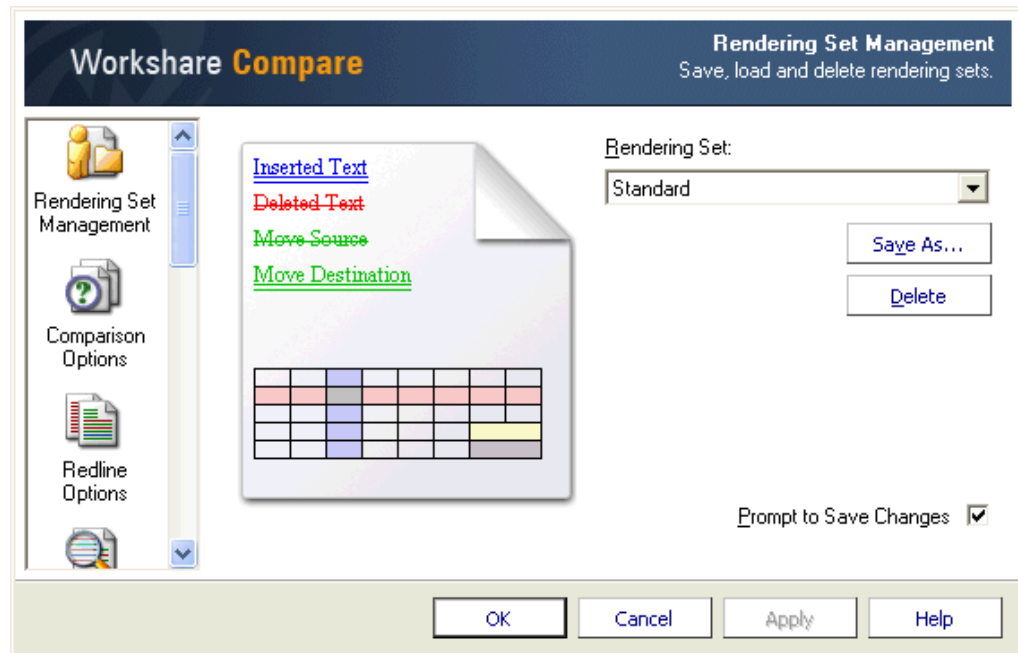 Workshare Compare
Rendering Set Management
Save, load and delete rendering sets.
Rendering Set
Management
Comparison
Options
Redline
Options
Inserted Text
Deleted Text
Move Source
Move Destination
Rendering Set:
Standard
Save As...
Delete
Prompt to Save Changes
OK
Cancel
Apply
Help